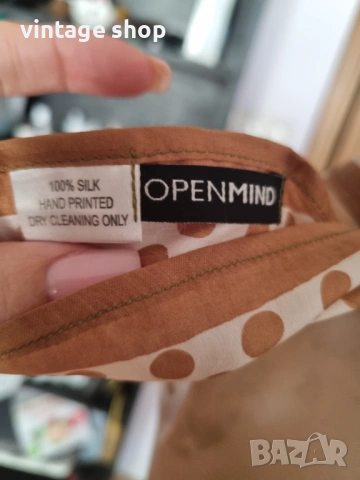 vintage shop
100% SILK
HAND PRINTED
DRY CLEANING ONLY
OPENMIND
BAZAR